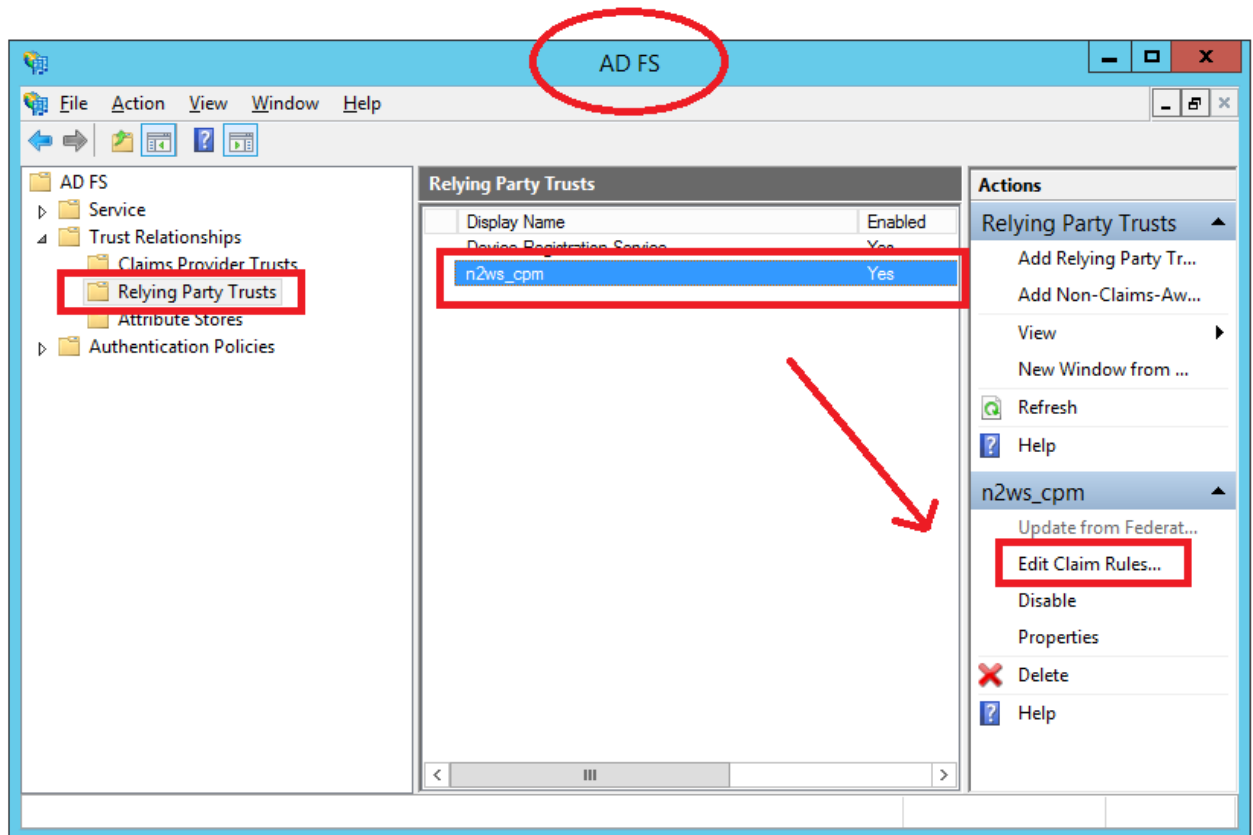 AD FS
File Action View Window Help
AD FS
Service
Trust Relationships
Claims Provider Trusts
Relying Party Trusts
Attribute Stores
Authentication Policies
Relying Party Trusts
Display Name Enabled
Device Registration Service Yes
n2ws_cpm Yes
Actions
Relying Party Trusts
Add Relying Party Tr...
Add Non-Claims-Aw...
View
New Window from ...
Refresh
Help
n2ws_cpm
Update from Federat...
Edit Claim Rules...
Disable
Properties
Delete
Help